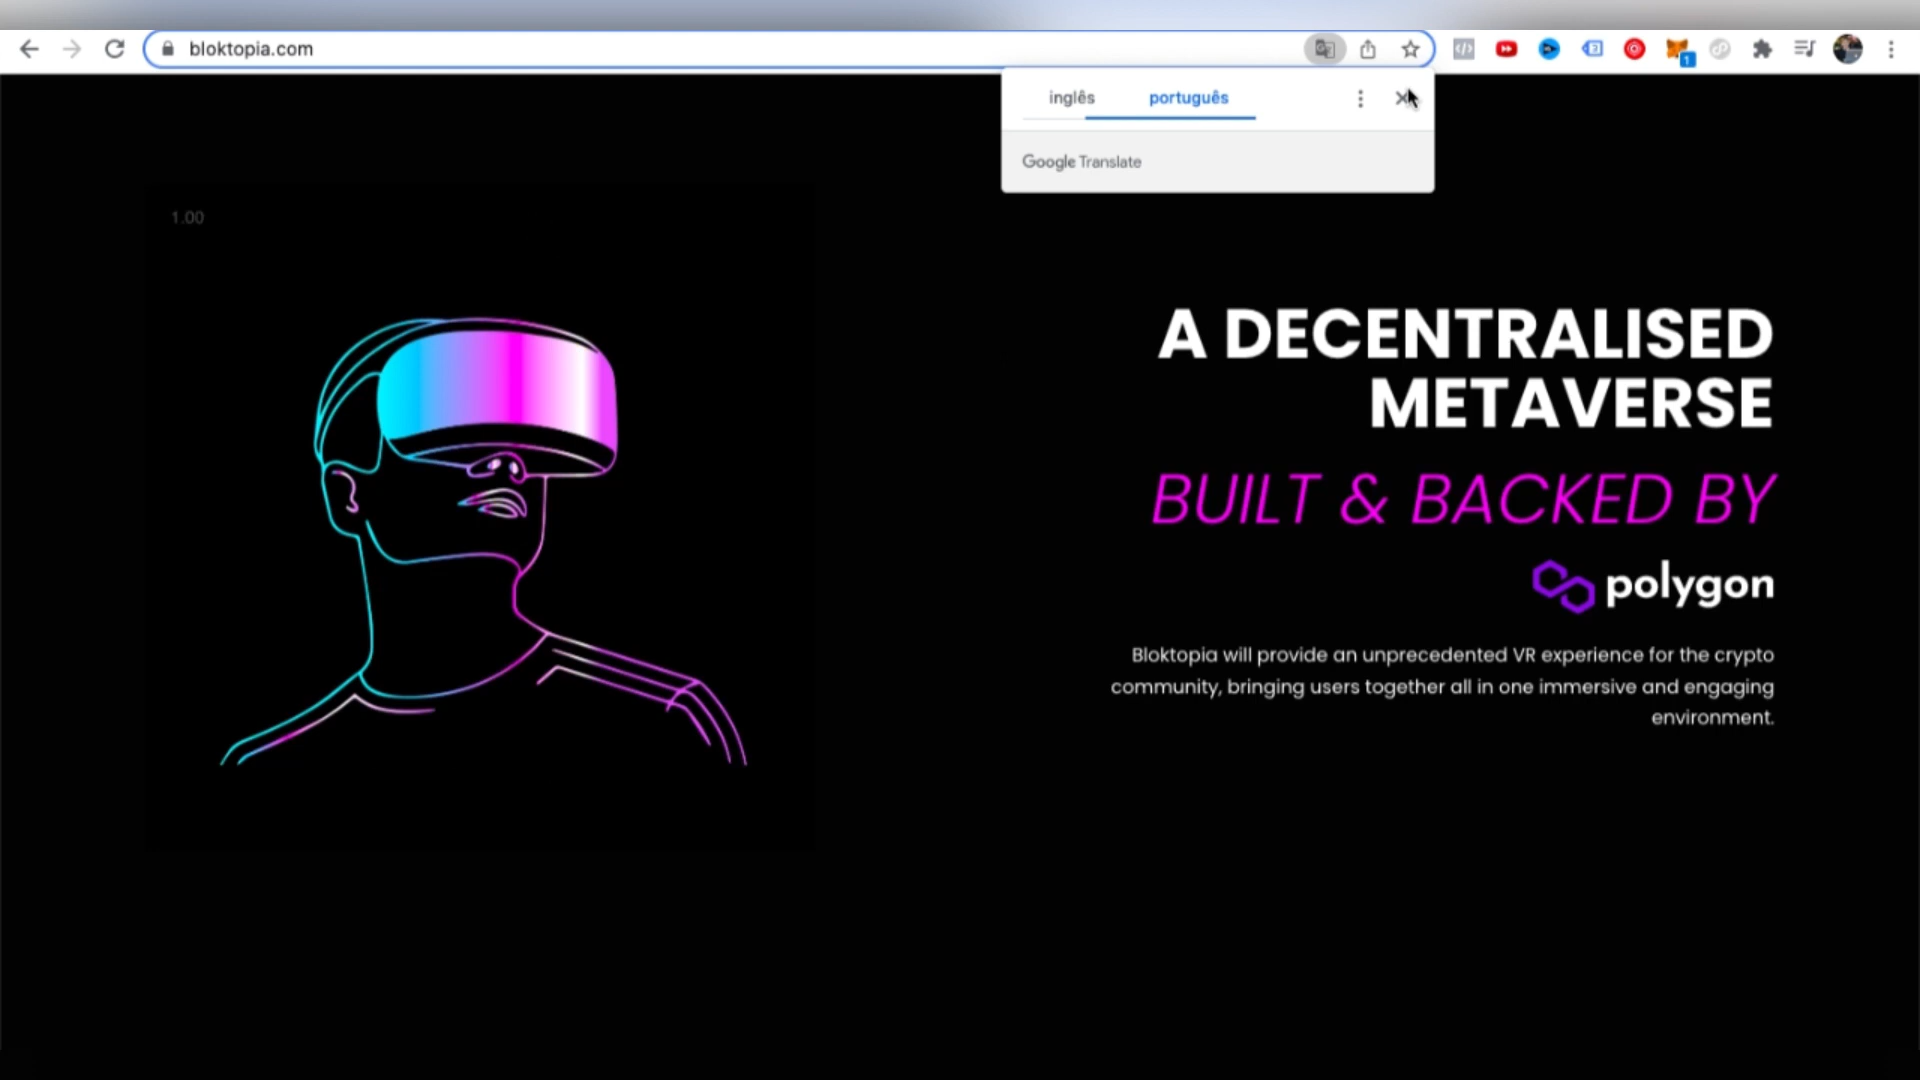 bloktopia.com
1
inglês português
Google Translate
1.00
A DECENTRALISED
METAVERSE
BUILT & BACKED BY
polygon
Bloktopia will provide an unprecedented VR experience for the crypto
community, bringing users together all in one immersive and engaging
environment.